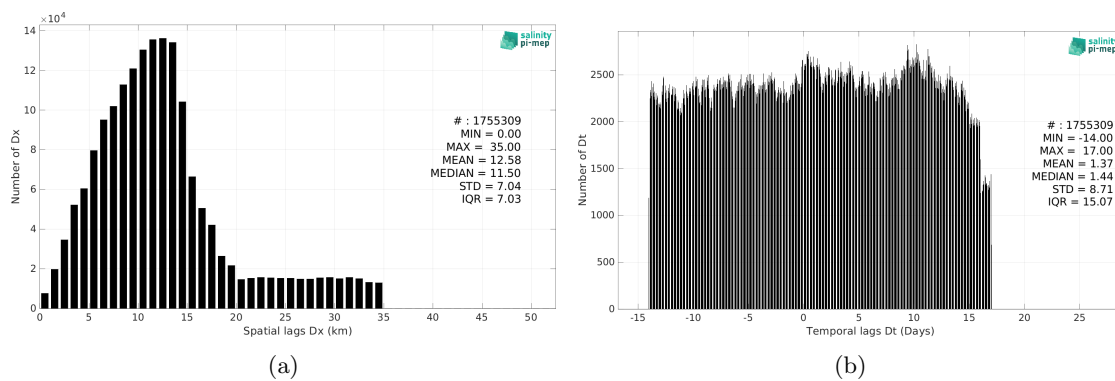 ×10⁴
14
12
10
8
6
4
2
0
Number of Dx
salinity
pi-mep
# : 1755309
MIN = 0.00
MAX = 35.00
MEAN = 12.58
MEDIAN = 11.50
STD = 7.04
IQR = 7.03
0 5 10 15 20 25 30 35 40 45 50
Spatial lags Dx (km)
(a)
2500
2000
1500
1000
500
0
Number of Dt
salinity
pi-mep
# : 1755309
MIN = -14.00
MAX = 17.00
MEAN = 1.37
MEDIAN = 1.44
STD = 8.71
IQR = 15.07
-15 -10 -5 0 5 10 15 20 25
Temporal lags Dt (Days)
(b)